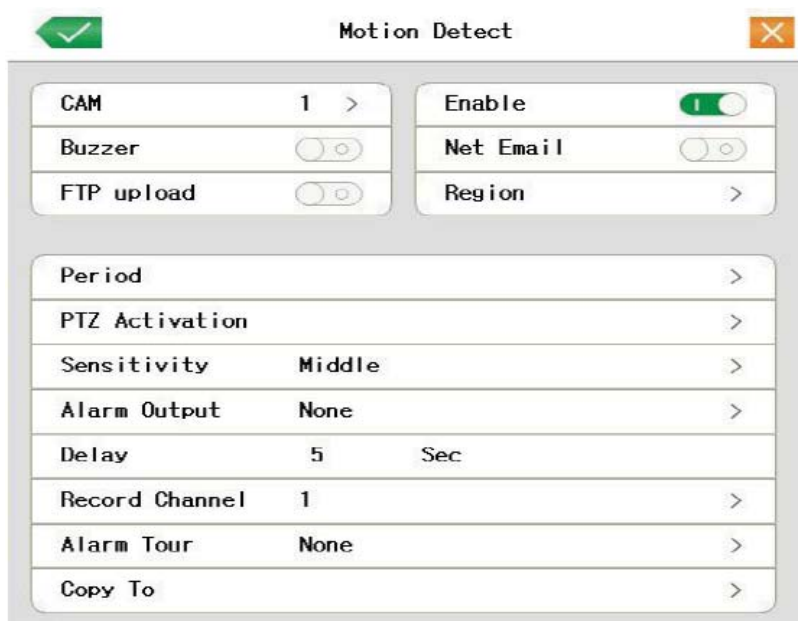 Motion Detect
CAM 1 >
Enable
Buzzer
Net Email
FTP upload
Region >
Period >
PTZ Activation >
Sensitivity Middle >
Alarm Output None >
Delay 5 Sec
Record Channel 1 >
Alarm Tour None >
Copy To >